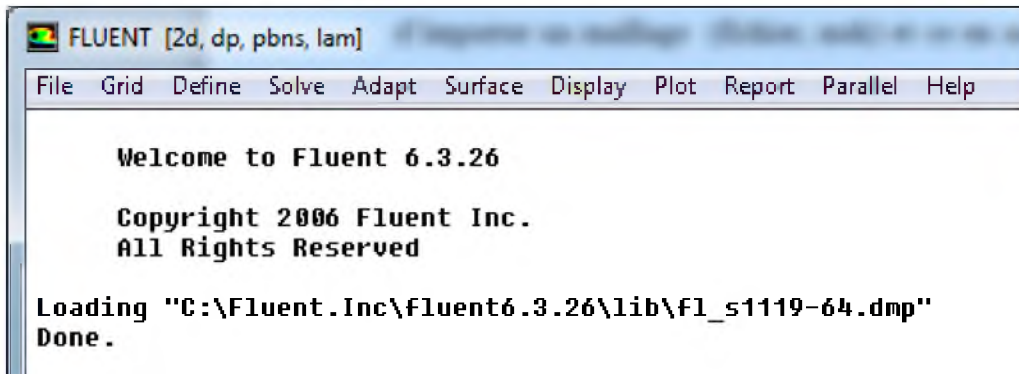 FLUENT [2d, dp, pbns, lam]
File Grid Define Solve Adapt Surface Display Plot Report Parallel Help
Welcome to Fluent 6.3.26
Copyright 2006 Fluent Inc.
All Rights Reserved
Loading "C:\Fluent.Inc\fluent6.3.26\lib\fl_s1119-64.dmp"
Done.